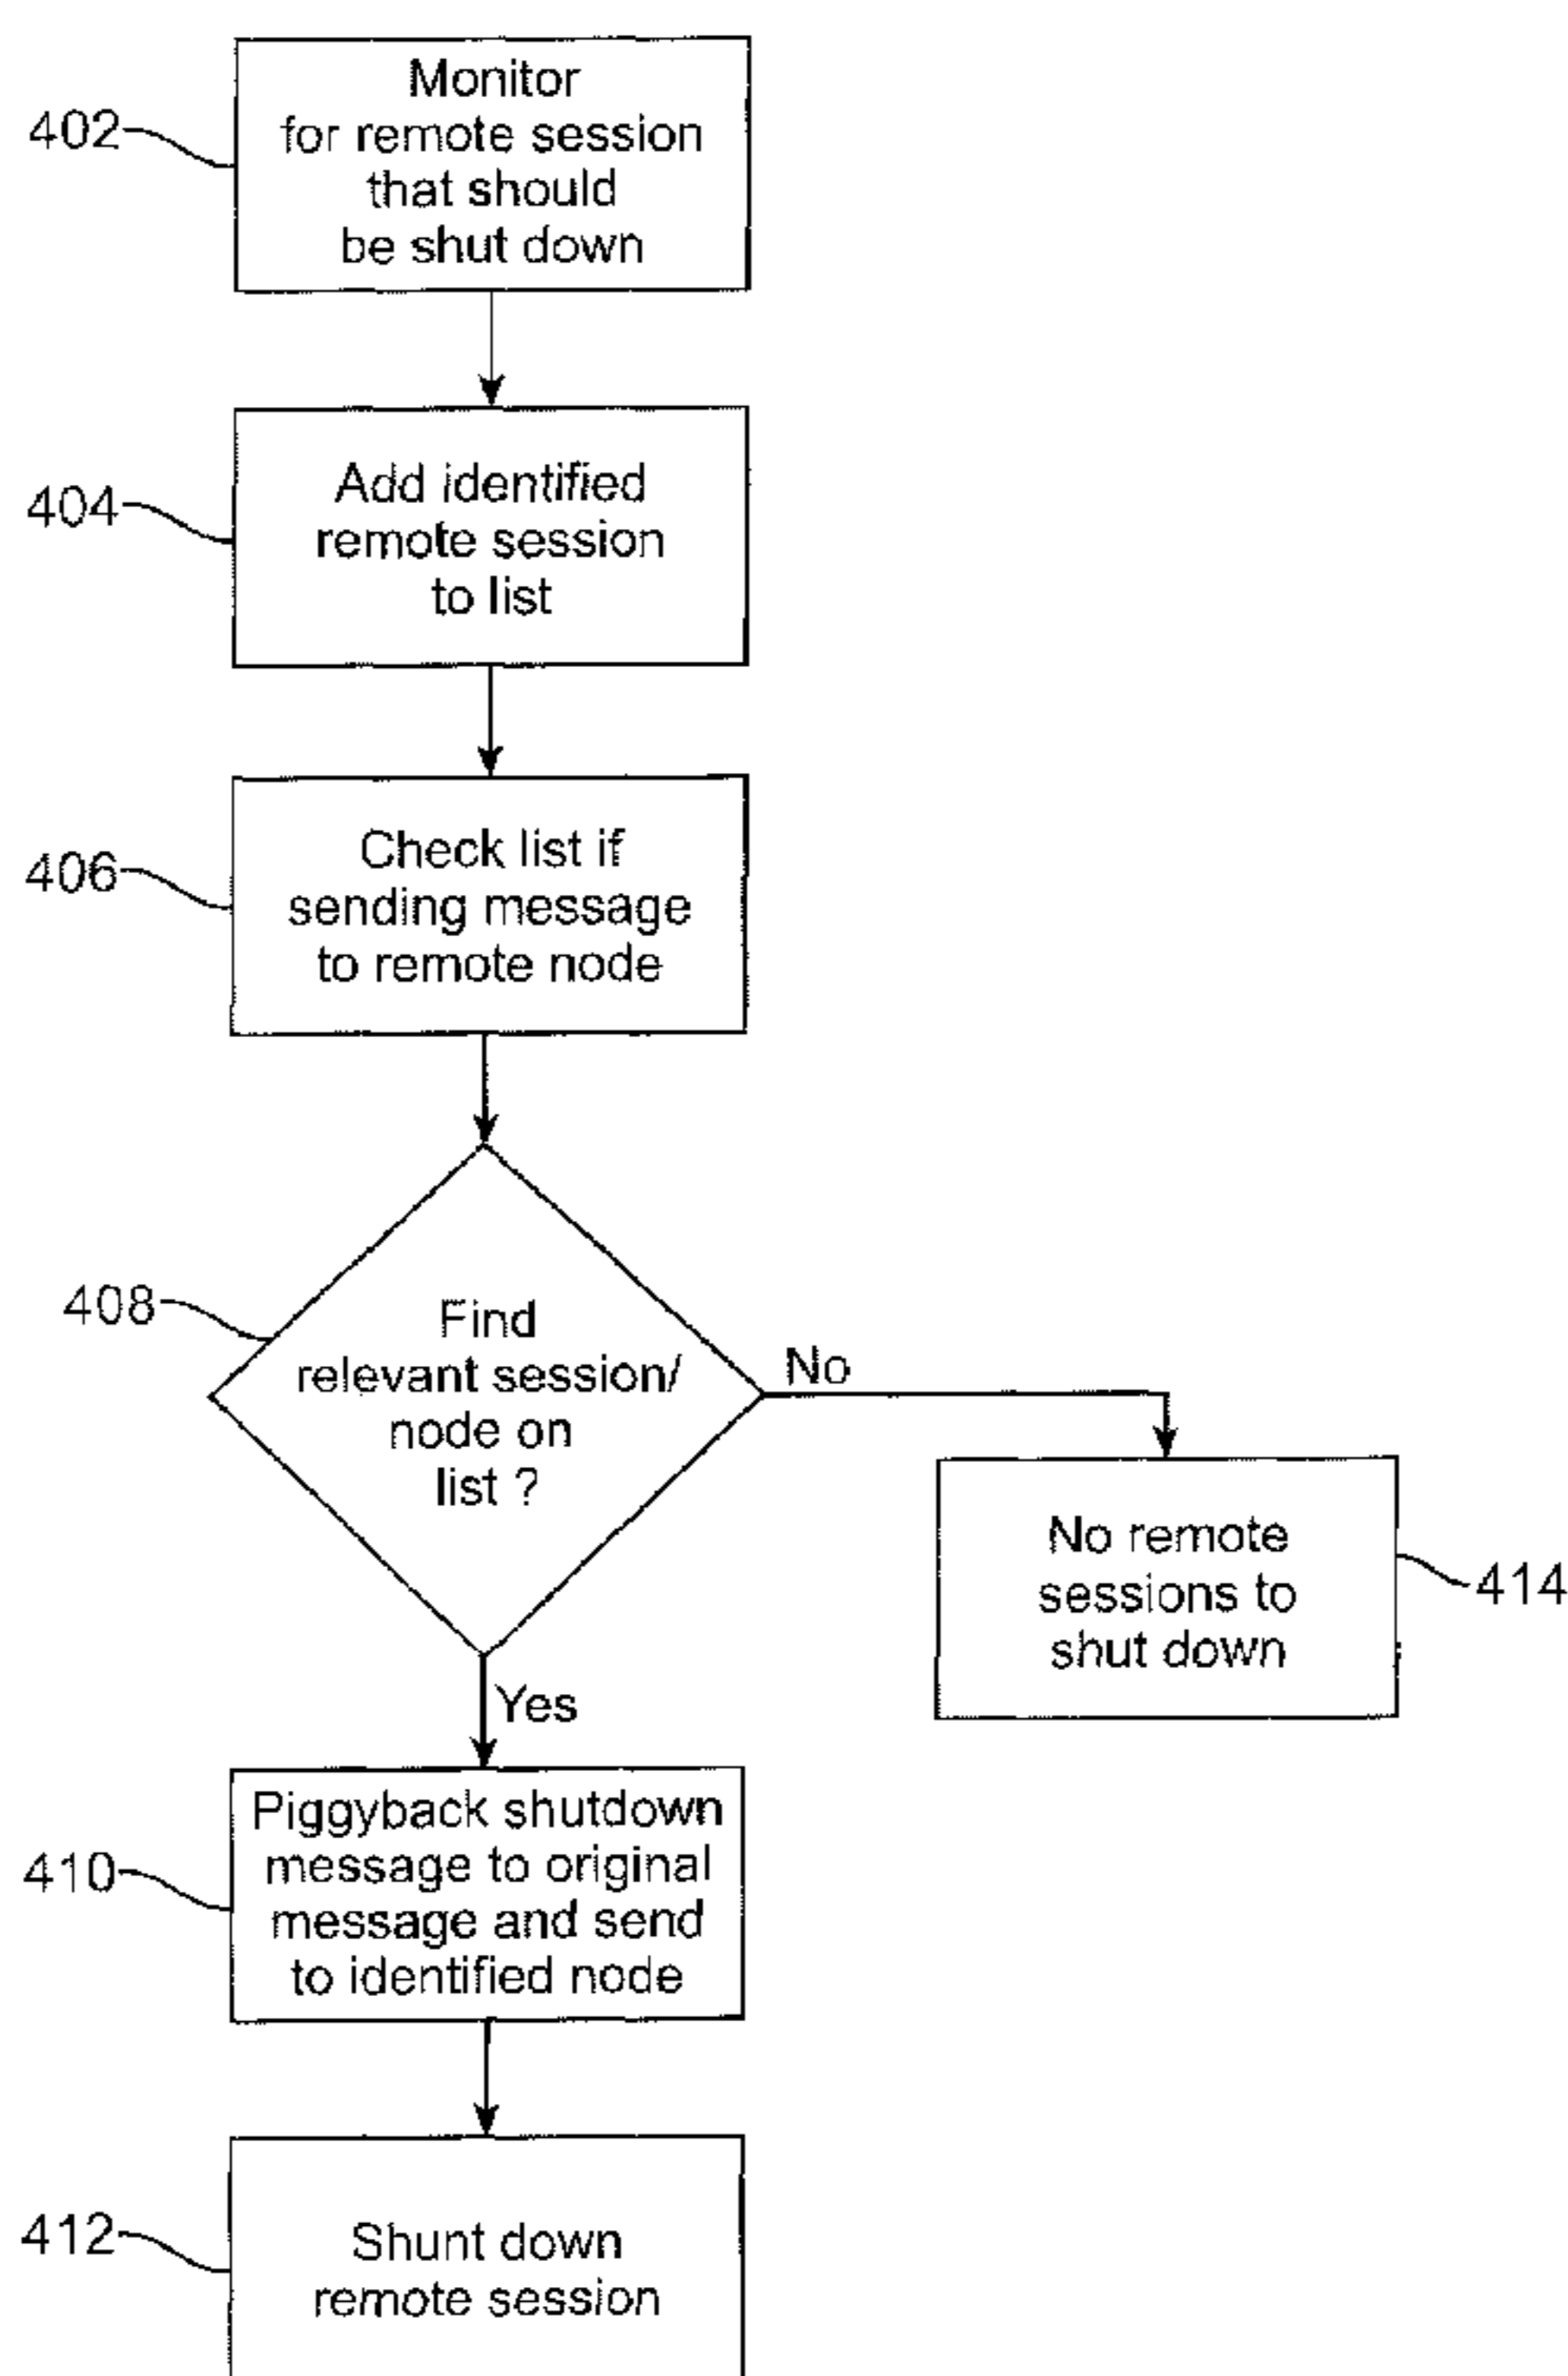 402
Monitor
for remote session
that should
be shut down
404
Add identified
remote session
to list
406
Check list if
sending message
to remote node
408
Find
relevant session/
node on
list ?
No
No remote
sessions to
shut down
414
Yes
410
Piggyback shutdown
message to original
message and send
to identified node
412
Shunt down
remote session